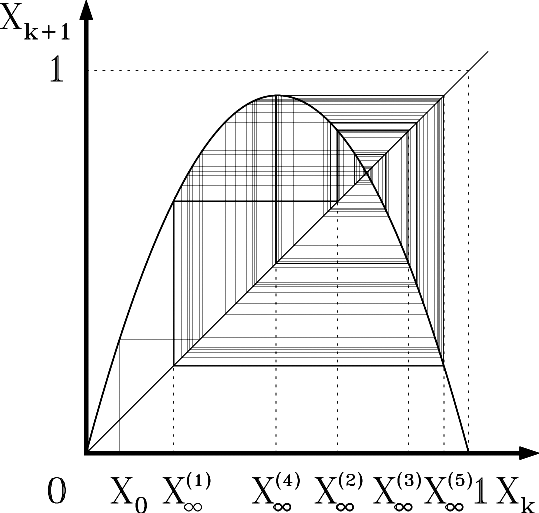 X_{k+1}
1
0 X_0 X_∞^{(1)} X_∞^{(4)} X_∞^{(2)} X_∞^{(3)} X_∞^{(5)} 1 X_k